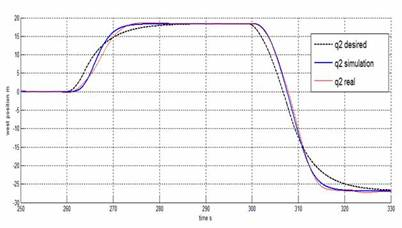 20
15
10
5
0
-5
-10
-15
-20
-25
-30
west position m
250 260 270 280 290 300 310 320 330
time s
q2 desired
q2 simulation
q2 real